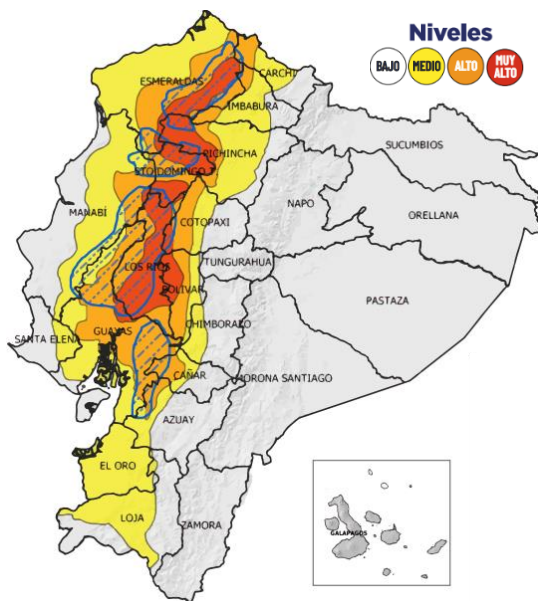 Niveles
BAJO MEDIO ALTO MUY ALTO
ESMERALDAS
CARCHI
IMBABURA
SUCUMBIOS
PICHINCHA
STO DOMINGO T.
NAPO
ORELLANA
MANABÍ
COTOPAXI
LOS RIOS
TUNGURAHUA
BOLIVAR
PASTAZA
SANTA ELENA
GUAYAS
CHIMBORAZO
CAÑAR
MORONA SANTIAGO
AZUAY
EL ORO
LOJA
ZAMORA
GALAPAGOS